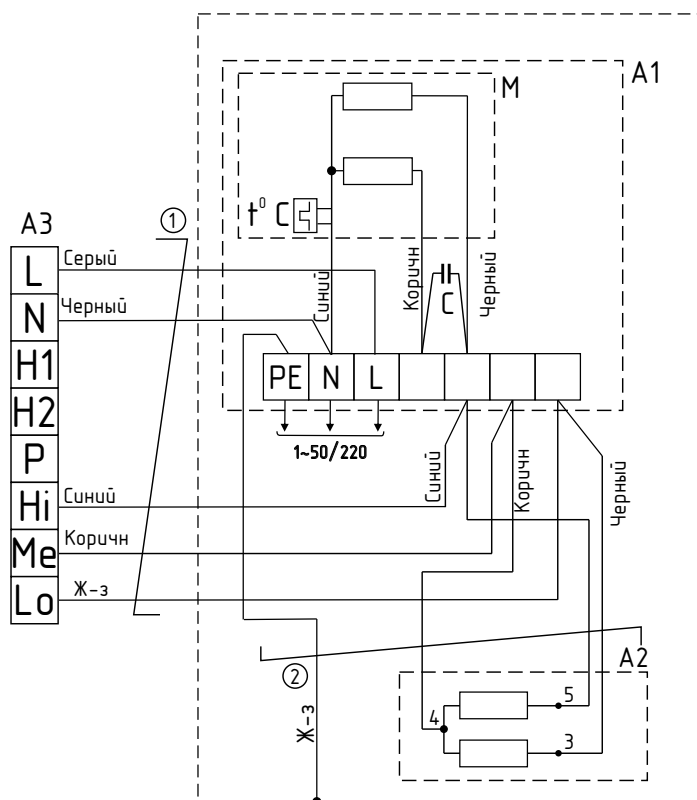 A1
M
t° C
A3
1
L
N
H1
H2
P
Hi
Me
Lo
Серый
Черный
Синий
Коричн
Ж-з
Синий
Коричн
C
Черный
PE
N
L
1~50/220
Синий
Коричн
Черный
2
Ж-з
A2
4
5
3